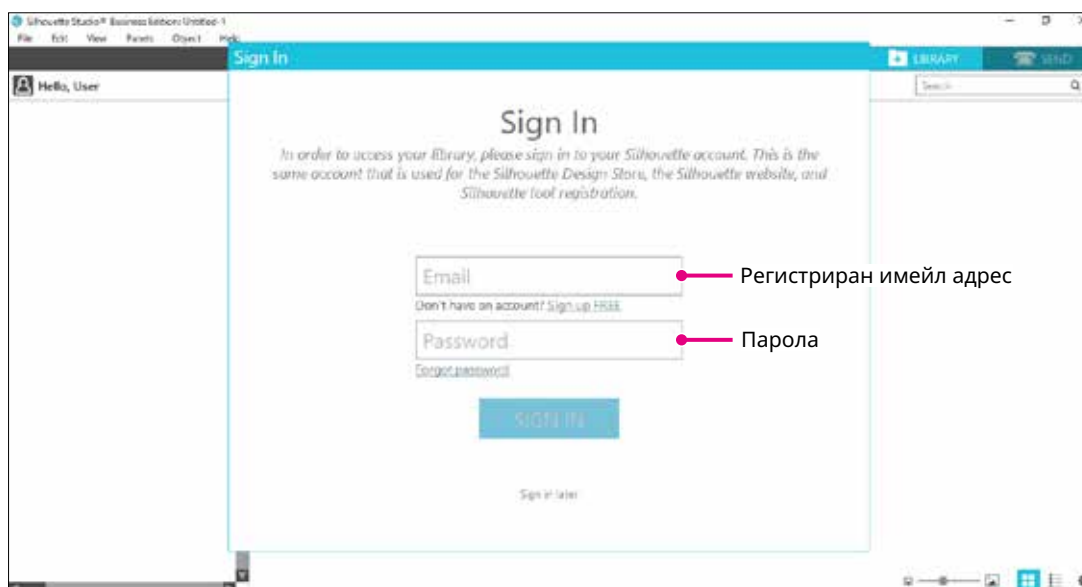 Silhouette Studio® Business Edition: Untitled-1
File Edit View Panels Object Help
Sign In
LIBRARY
SEND
Hello, User
Search
Sign In
In order to access your library, please sign in to your Silhouette account. This is the
same account that is used for the Silhouette Design Store, the Silhouette website, and
Silhouette tool registration.
Email
Регистриран имейл адрес
Don't have an account? Sign up FREE
Password
Парола
Forgot password
SIGN IN
Sign in later